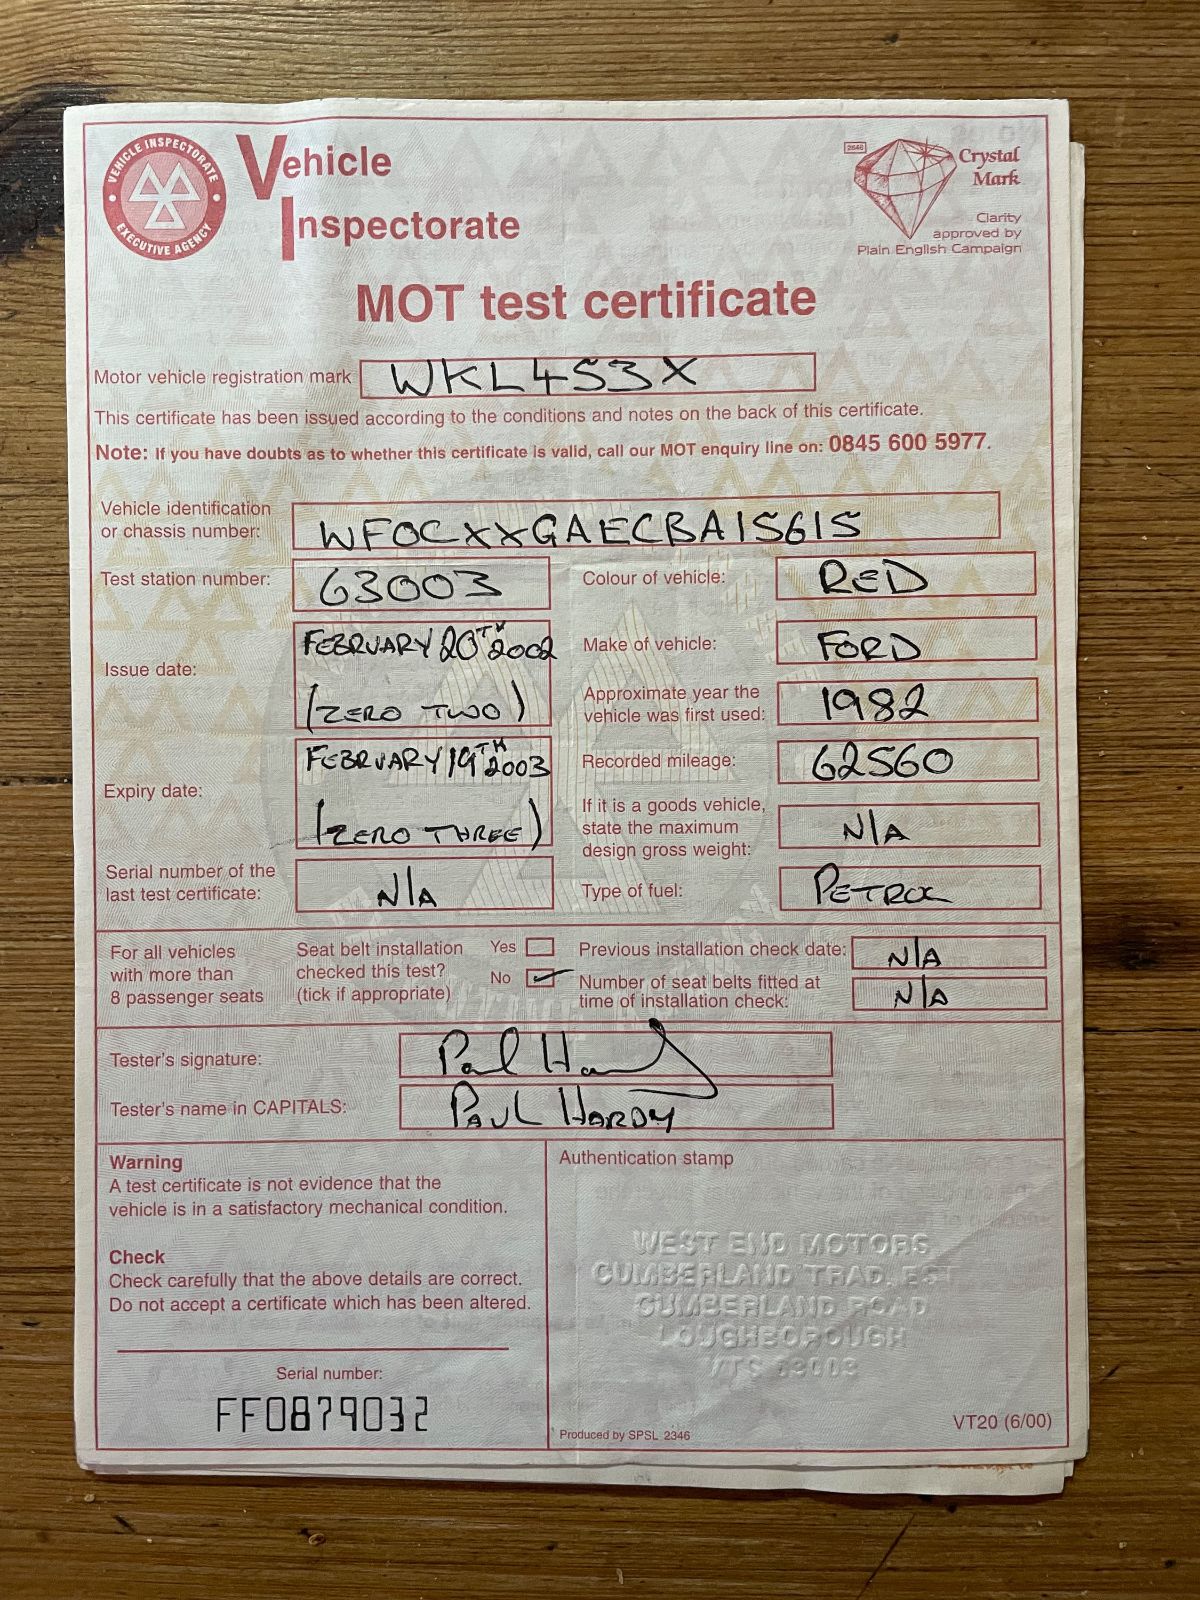 VEHICLE INSPECTORATE
EXECUTIVE AGENCY
Vehicle
Inspectorate
2646
Crystal
Mark
Clarity
approved by
Plain English Campaign
MOT test certificate
Motor vehicle registration mark WKL453X
This certificate has been issued according to the conditions and notes on the back of this certificate.
Note: If you have doubts as to whether this certificate is valid, call our MOT enquiry line on: 0845 600 5977.
Vehicle identification
or chassis number: WFOCXXGAECBA15615
Test station number: 63003
Colour of vehicle: RED
Issue date: FEBRUARY 20TH 2002
(ZERO TWO)
Make of vehicle: FORD
Approximate year the
vehicle was first used: 1982
Expiry date: FEBRUARY 19TH 2003
(ZERO THREE)
Recorded mileage: 62560
If it is a goods vehicle,
state the maximum
design gross weight: N/A
Serial number of the
last test certificate: N/A
Type of fuel: PETROL
For all vehicles
with more than
8 passenger seats
Seat belt installation
checked this test?
(tick if appropriate)
Yes
No
Previous installation check date: N/A
Number of seat belts fitted at
time of installation check: N/A
Tester's signature: Paul Hardy
Tester's name in CAPITALS: PAUL HARDY
Warning
A test certificate is not evidence that the
vehicle is in a satisfactory mechanical condition.
Check
Check carefully that the above details are correct.
Do not accept a certificate which has been altered.
Serial number:
FF0879032
Authentication stamp
WEST END MOTORS
CUMBERLAND TRAD. EST
CUMBERLAND ROAD
LOUGHBOROUGH
VTS 63003
Produced by SPSL 2346
VT20 (6/00)